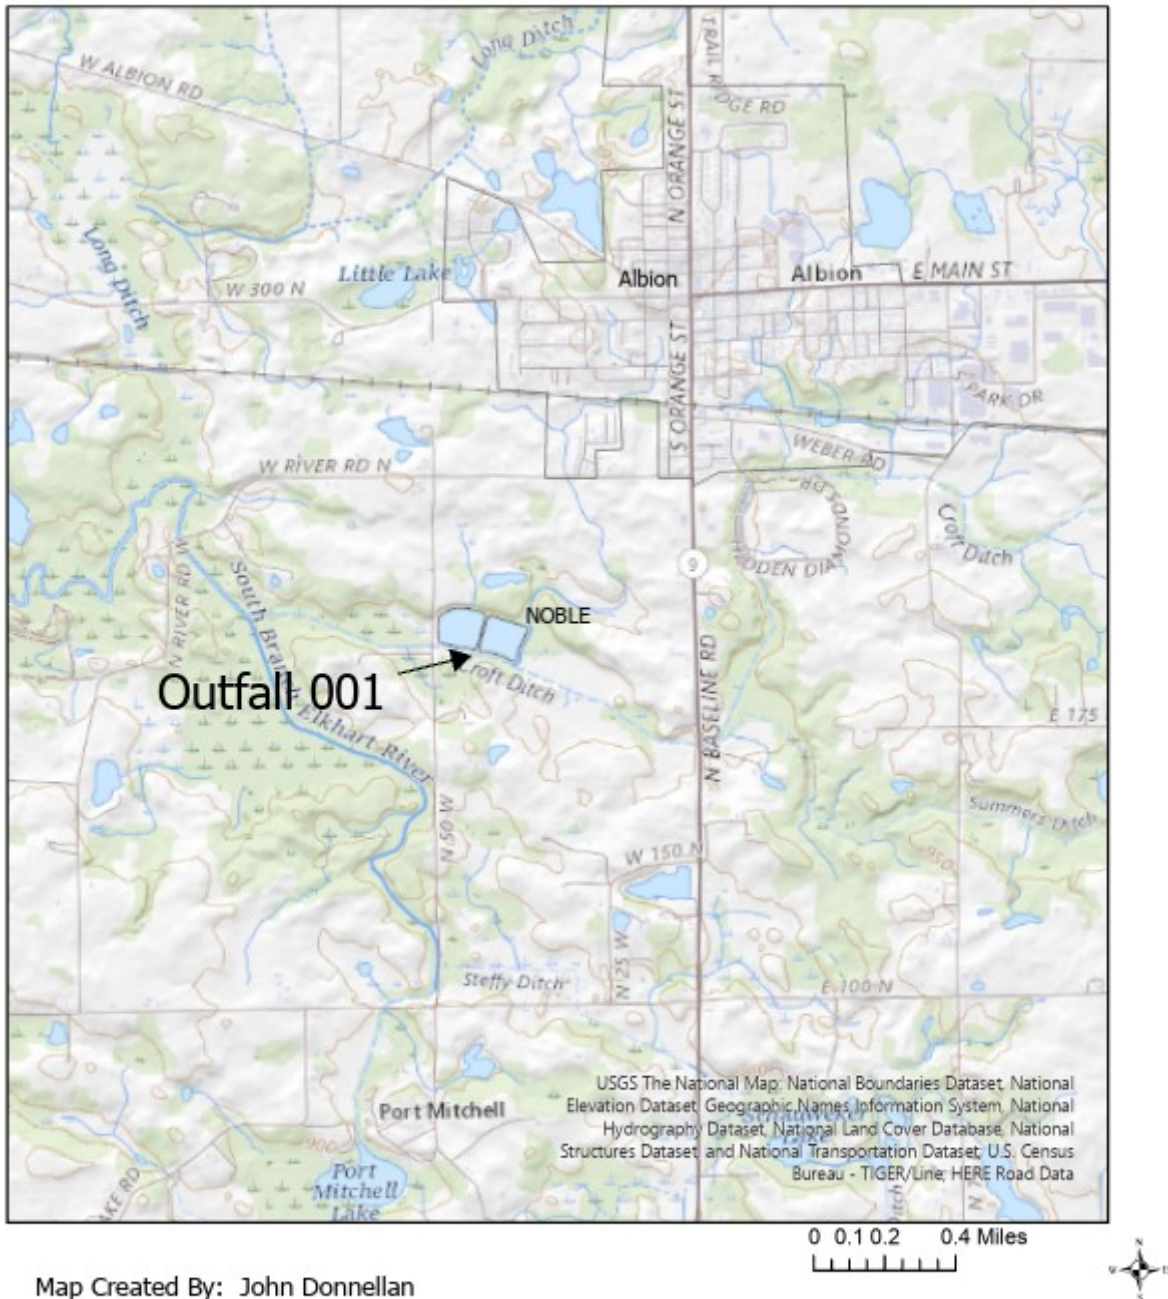 Long Ditch
W ALBION RD
TRAIL RIDGE RD
N ORANGE ST
Long Ditch
Little Lake
W 300 N
Albion
Albion
E MAIN ST
S ORANGE ST
S PARK DR
WEBER RD
W RIVER RD N
HIDDEN DIAMONDS DR
Croft Ditch
9
N RIVER RD W
South Branch Elkhart River
NOBLE
Outfall 001
Croft Ditch
N BASELINE RD
E 175
N 50 W
Summers Ditch
950
W 150 N
N 25 W
Steffy Ditch
E 100 N
USGS The National Map: National Boundaries Dataset, National
Elevation Dataset, Geographic Names Information System, National
Hydrography Dataset, National Land Cover Database, National
Structures Dataset, and National Transportation Dataset; U.S. Census
Bureau - TIGER/Line; HERE Road Data
Port Mitchell
900
Port
Mitchell
Lake
LAKE RD
Ditch
0 0.1 0.2 0.4 Miles
N
W E
S
Map Created By: John Donnellan